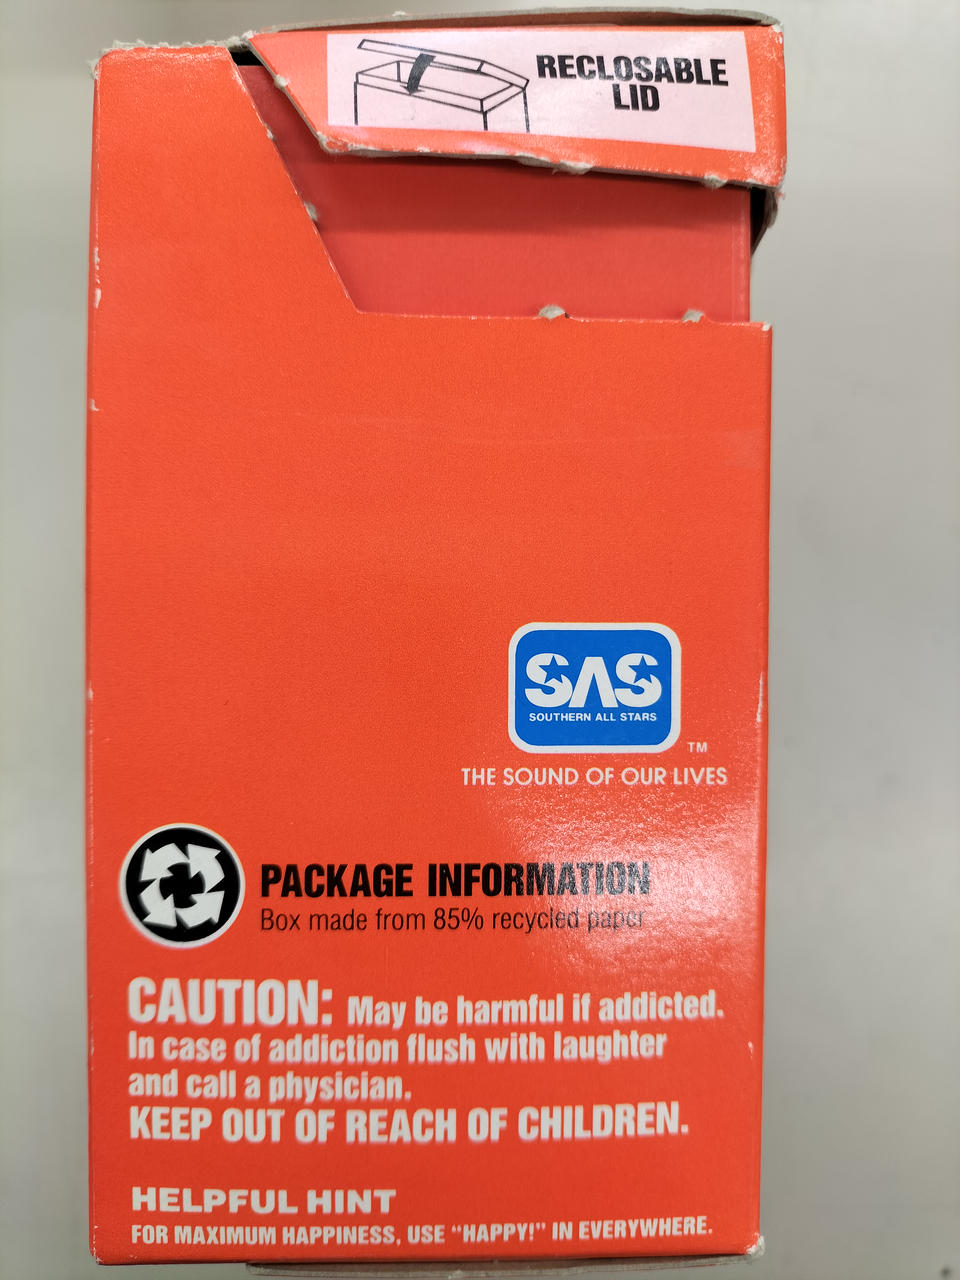 RECLOSABLE
LID
SAS
SOUTHERN ALL STARS
TM
THE SOUND OF OUR LIVES
PACKAGE INFORMATION
Box made from 85% recycled paper
CAUTION: May be harmful if addicted.
In case of addiction flush with laughter
and call a physician.
KEEP OUT OF REACH OF CHILDREN.
HELPFUL HINT
FOR MAXIMUM HAPPINESS, USE “HAPPY!” IN EVERYWHERE.